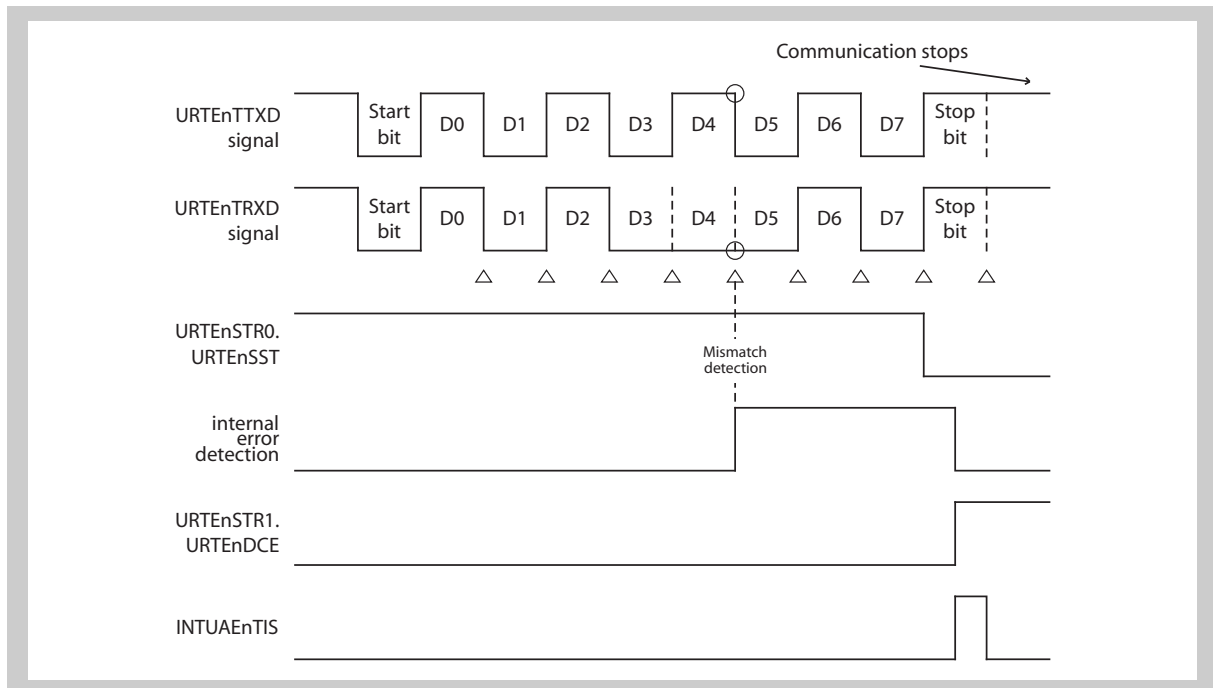 Communication stops
URTEnTTXD
signal
Start
bit
D0
D1
D2
D3
D4
D5
D6
D7
Stop
bit
URTEnTRXD
signal
Start
bit
D0
D1
D2
D3
D4
D5
D6
D7
Stop
bit
URTEnSTR0.
URTEnSST
Mismatch
detection
internal
error
detection
URTEnSTR1.
URTEnDCE
INTUAEnTIS